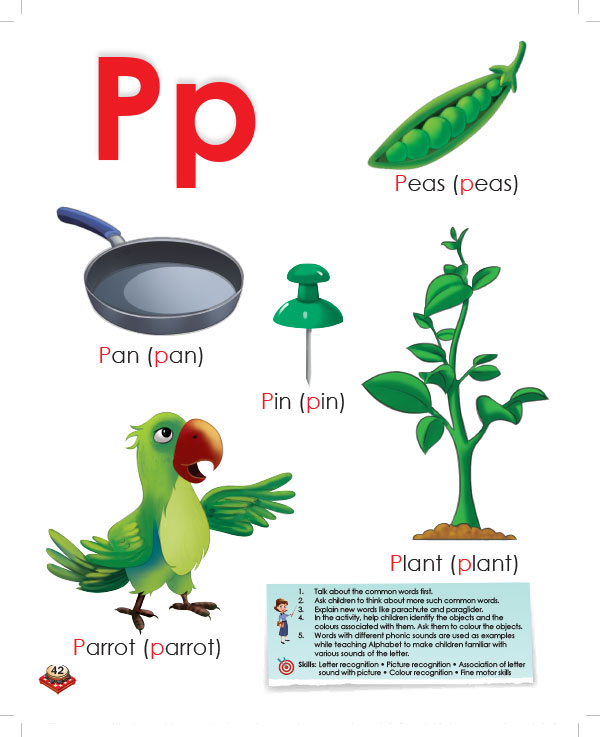 Pp
Peas (peas)
Pan (pan)
Pin (pin)
Plant (plant)
Parrot (parrot)
1. Talk about the common words first.
2. Ask children to think about more such common words.
3. Explain new words like parachute and paraglider.
4. In the activity, help children identify the objects and the
colours associated with them. Ask them to colour the objects.
5. Words with different phonic sounds are used as examples
while teaching Alphabet to make children familiar with
various sounds of the letter.
Skills: Letter recognition • Picture recognition • Association of letter
sound with picture • Colour recognition • Fine motor skills
42